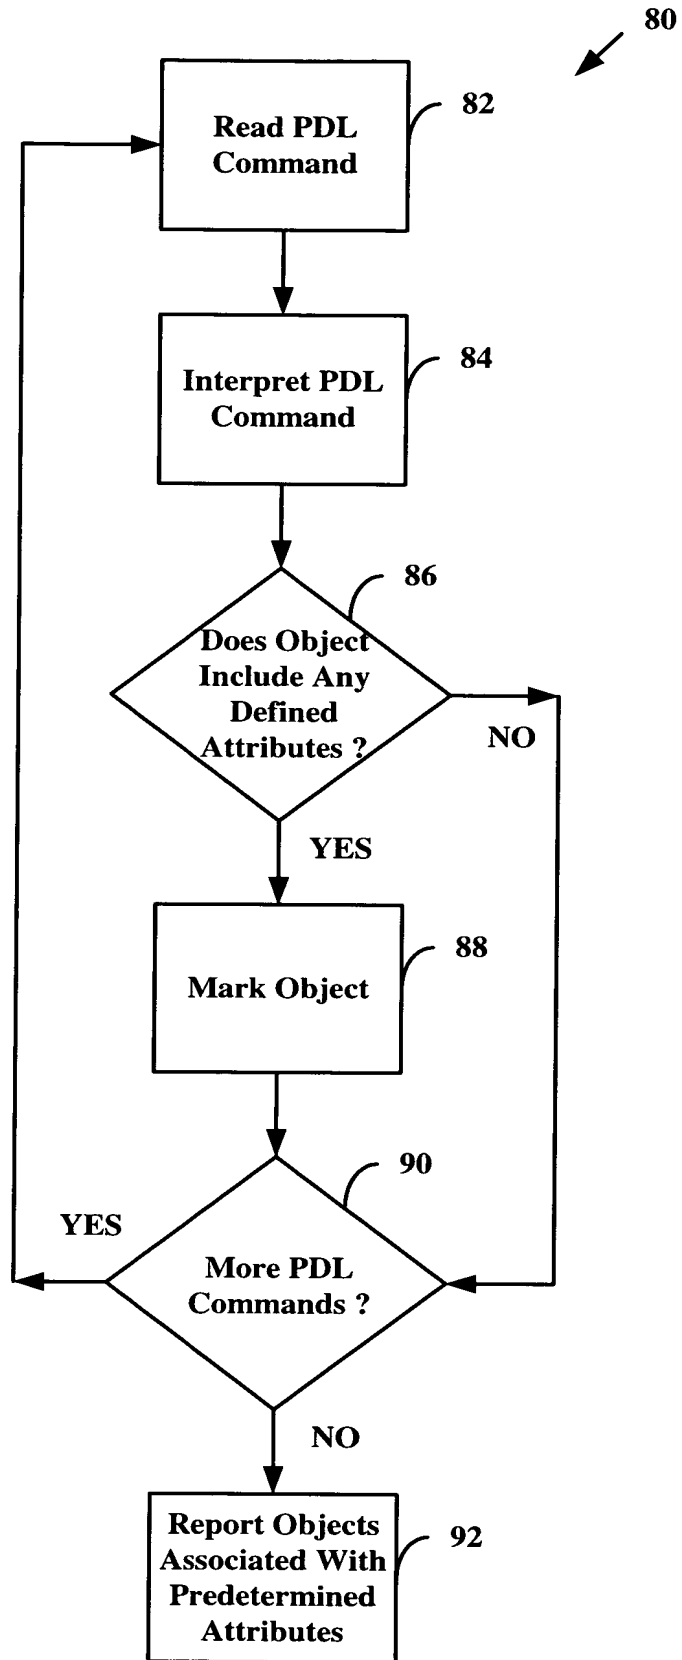 80
Read PDL
Command
82
Interpret PDL
Command
84
86
Does Object
Include Any
Defined
Attributes ?
NO
YES
Mark Object
88
90
YES
More PDL
Commands ?
NO
Report Objects
Associated With
Predetermined
Attributes
92